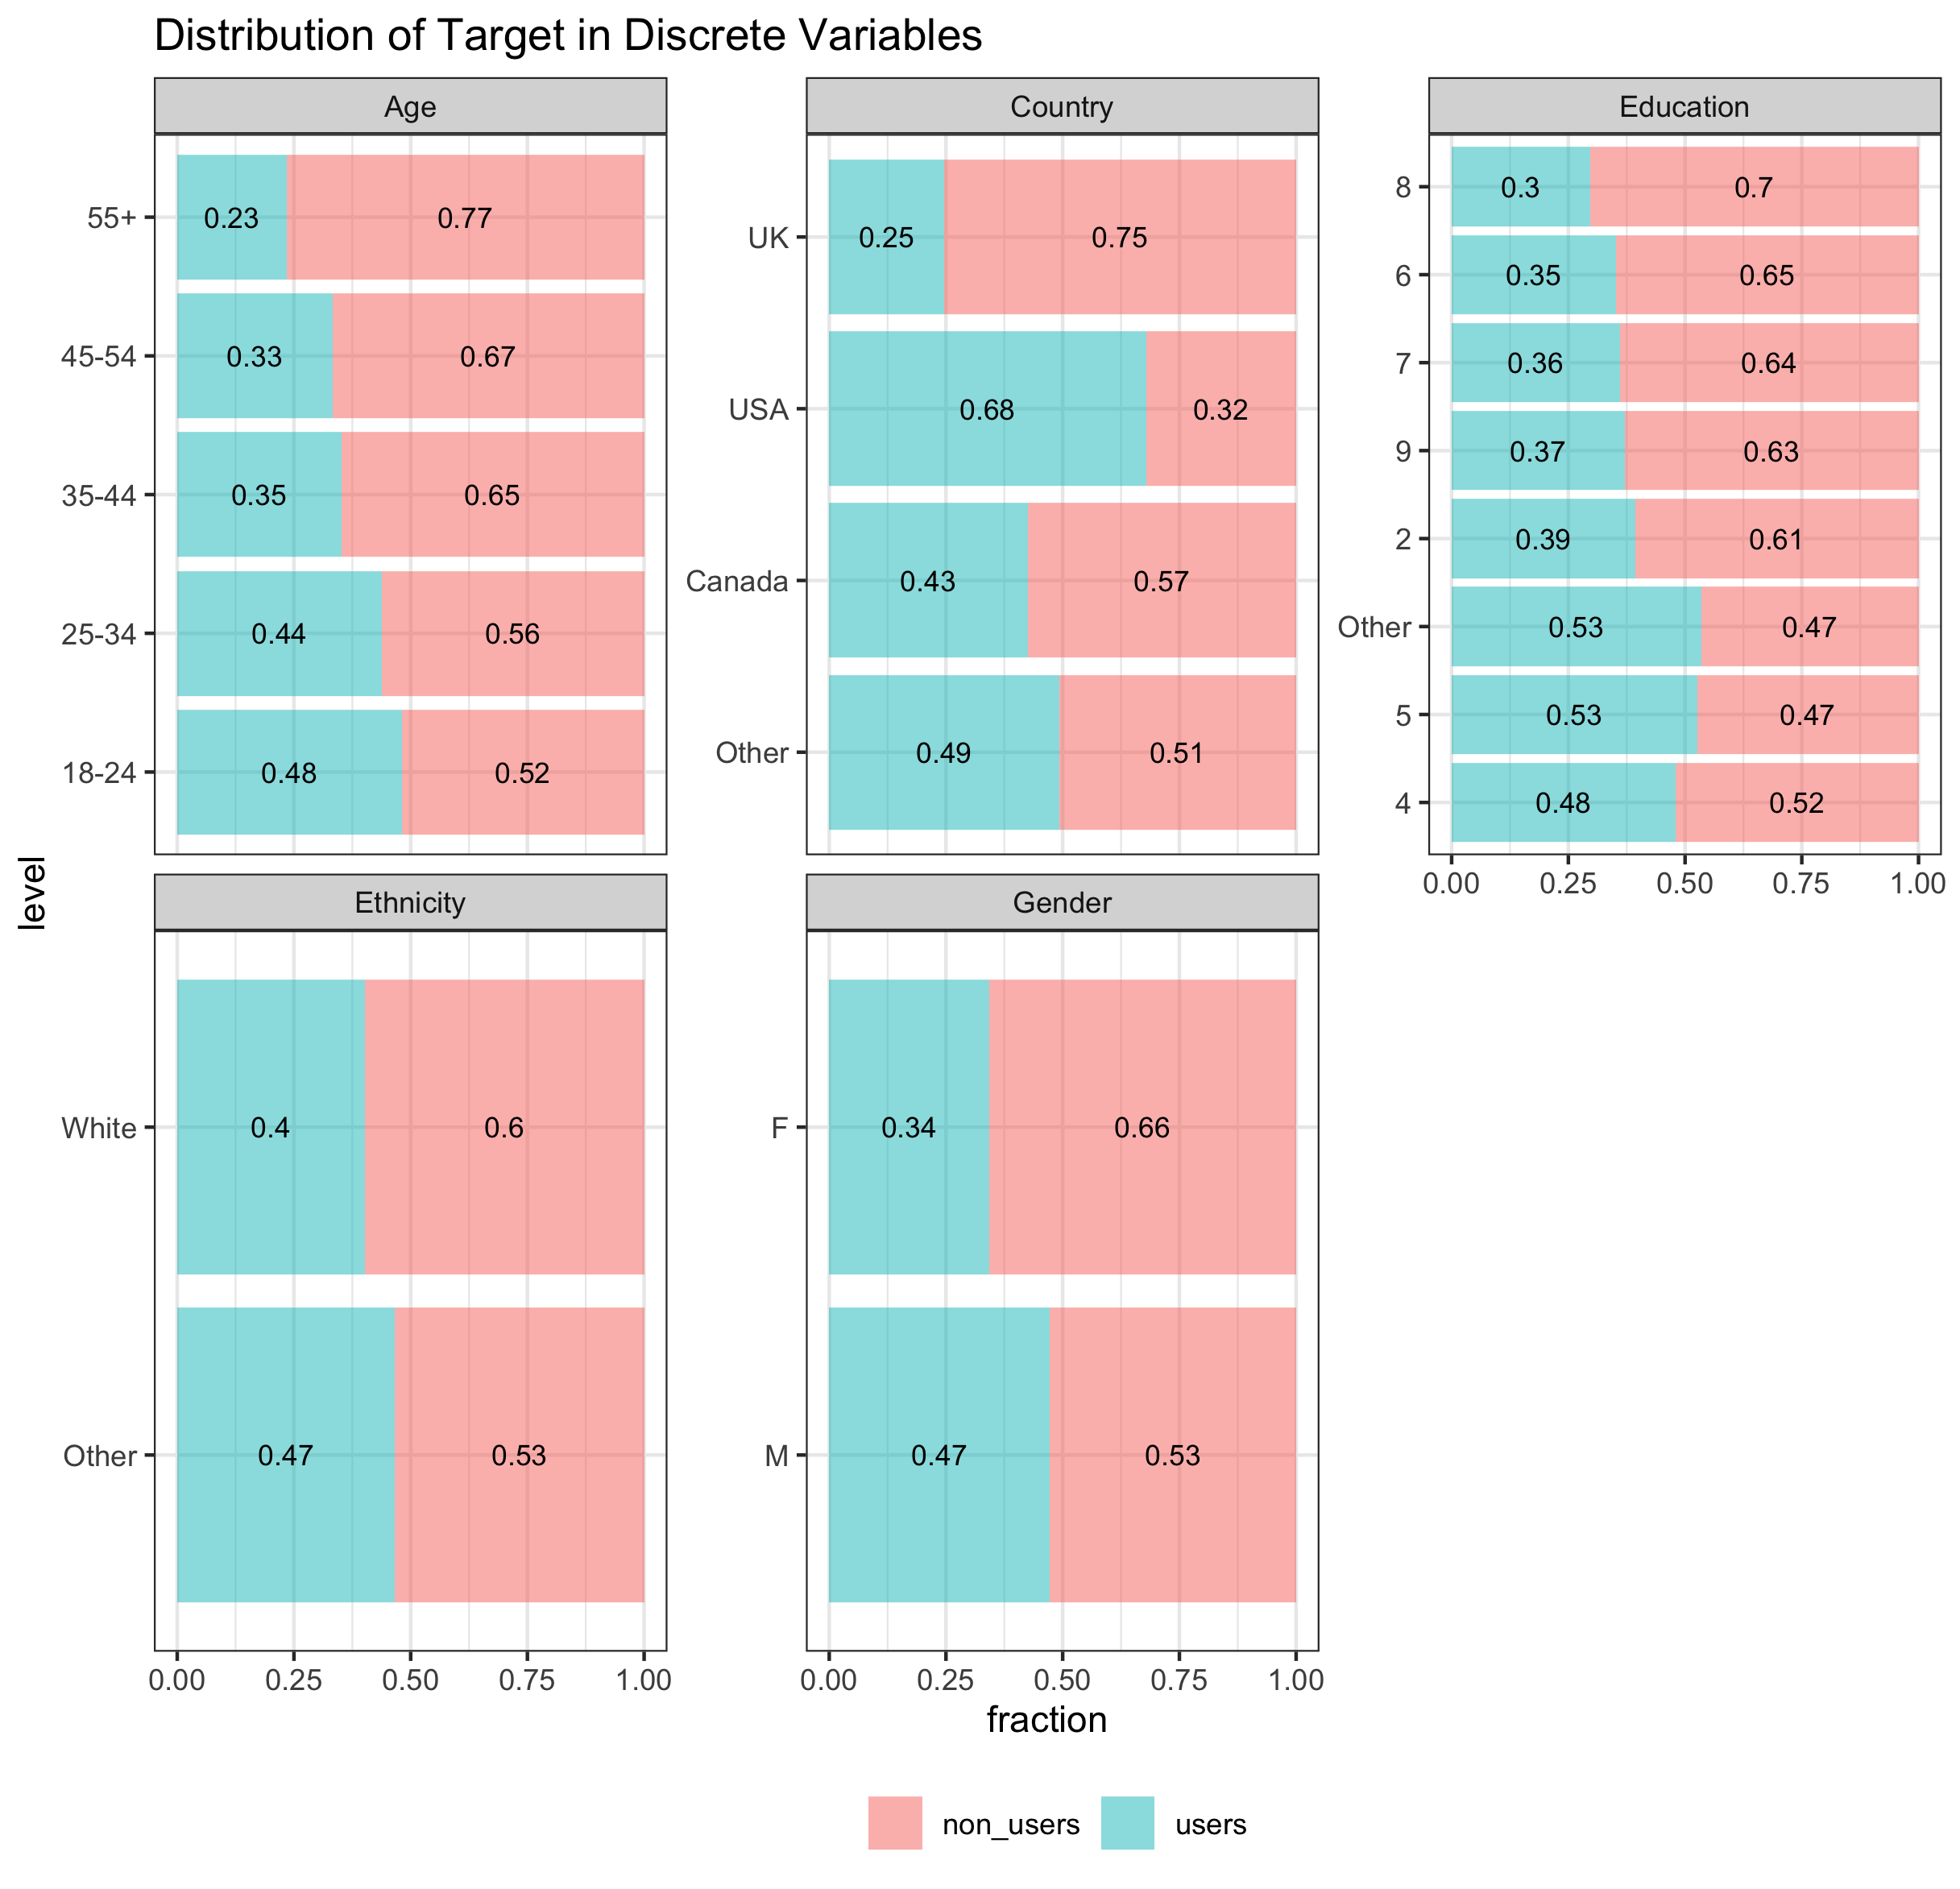 Distribution of Target in Discrete Variables
Age
55+ 0.23 0.77
45-54 0.33 0.67
35-44 0.35 0.65
25-34 0.44 0.56
18-24 0.48 0.52
Country
UK 0.25 0.75
USA 0.68 0.32
Canada 0.43 0.57
Other 0.49 0.51
Education
8 0.3 0.7
6 0.35 0.65
7 0.36 0.64
9 0.37 0.63
2 0.39 0.61
Other 0.53 0.47
5 0.53 0.47
4 0.48 0.52
0.00 0.25 0.50 0.75 1.00
level
Ethnicity
White 0.4 0.6
Other 0.47 0.53
0.00 0.25 0.50 0.75 1.00
Gender
F 0.34 0.66
M 0.47 0.53
0.00 0.25 0.50 0.75 1.00
fraction
non_users users